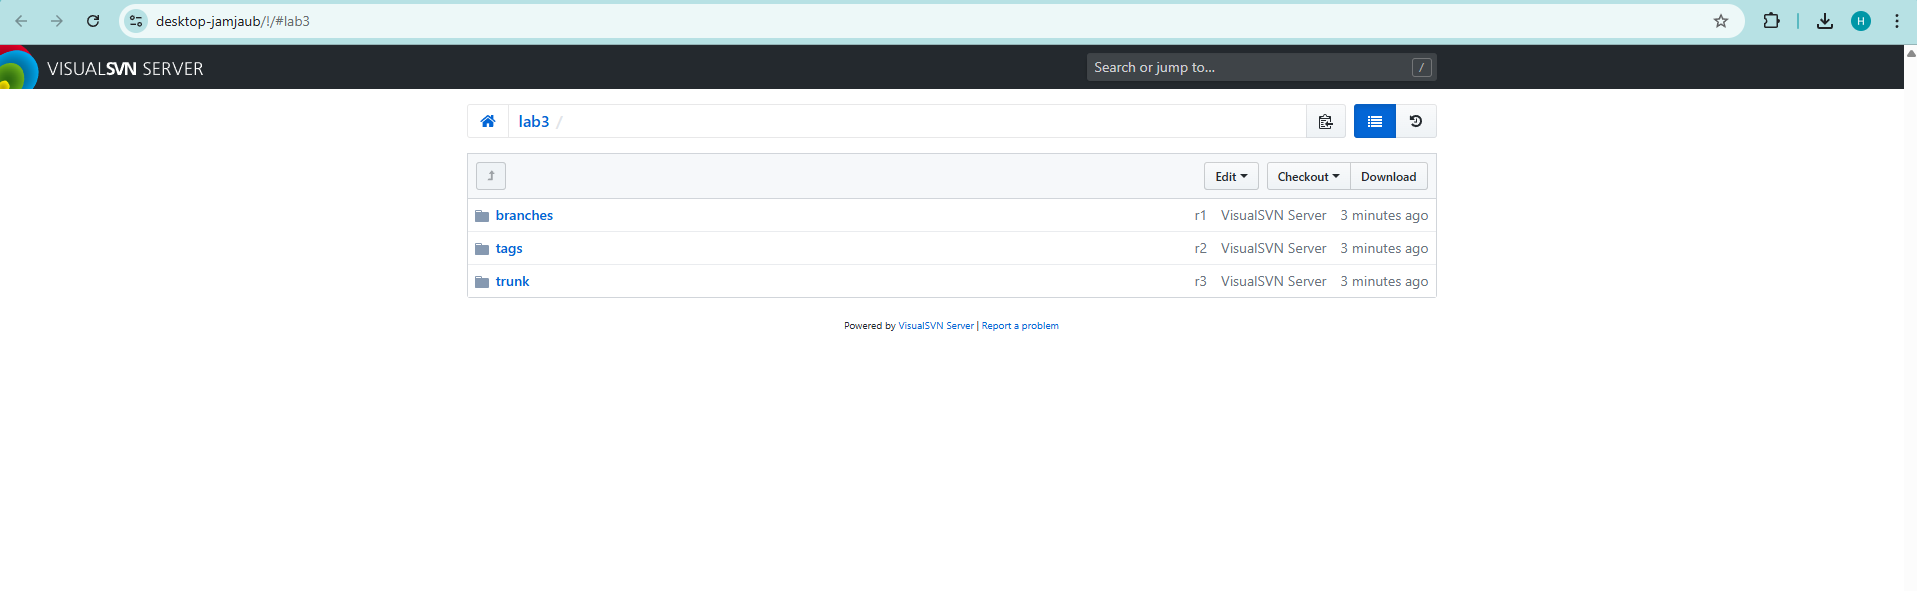 desktop-jamjaub/!/#lab3
H
VISUALSVN SERVER
Search or jump to... /
lab3 /
Edit Checkout Download
branches r1 VisualSVN Server 3 minutes ago
tags r2 VisualSVN Server 3 minutes ago
trunk r3 VisualSVN Server 3 minutes ago
Powered by VisualSVN Server | Report a problem